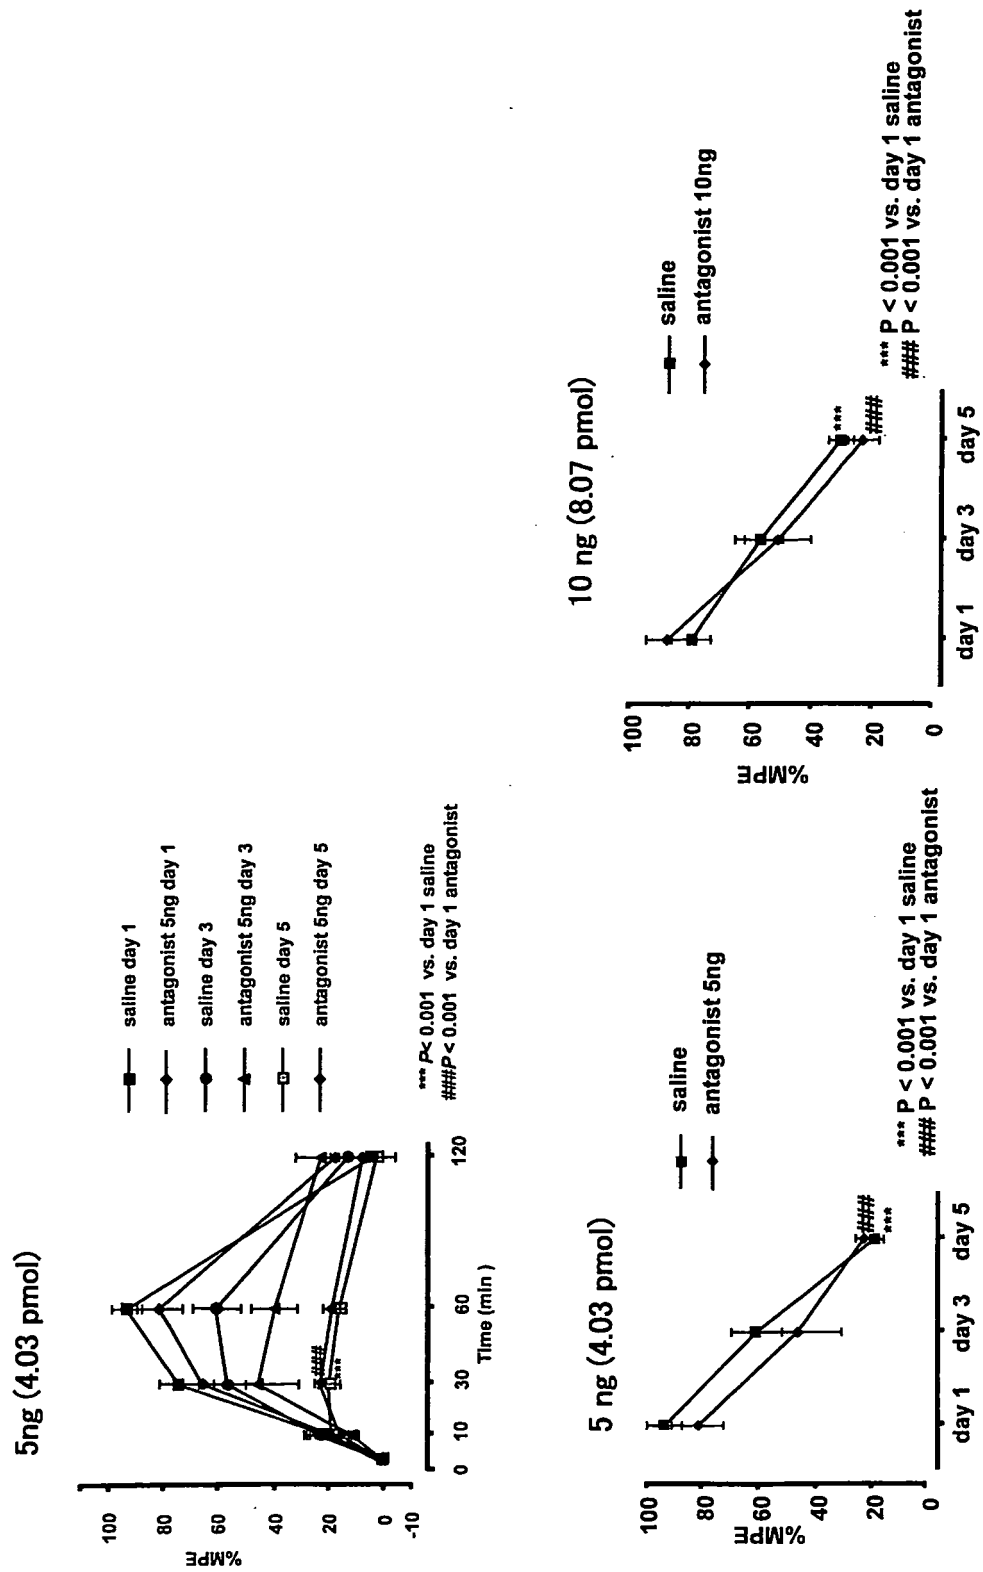 5ng (4.03 pmol)
%MPE
100
80
60
40
20
0
-10
0
10
30
60
120
Time (min )
###
***
saline day 1
antagonist 5ng day 1
saline day 3
antagonist 5ng day 3
saline day 5
antagonist 5ng day 5
*** P< 0.001 vs. day 1 saline
###P< 0.001 vs. day 1 antagonist
5 ng (4.03 pmol)
%MPE
100
80
60
40
20
0
day 1
day 3
day 5
###
***
saline
antagonist 5ng
*** P < 0.001 vs. day 1 saline
### P < 0.001 vs. day 1 antagonist
10 ng (8.07 pmol)
%MPE
100
80
60
40
20
0
day 1
day 3
day 5
***
###
saline
antagonist 10ng
*** P < 0.001 vs. day 1 saline
### P < 0.001 vs. day 1 antagonist